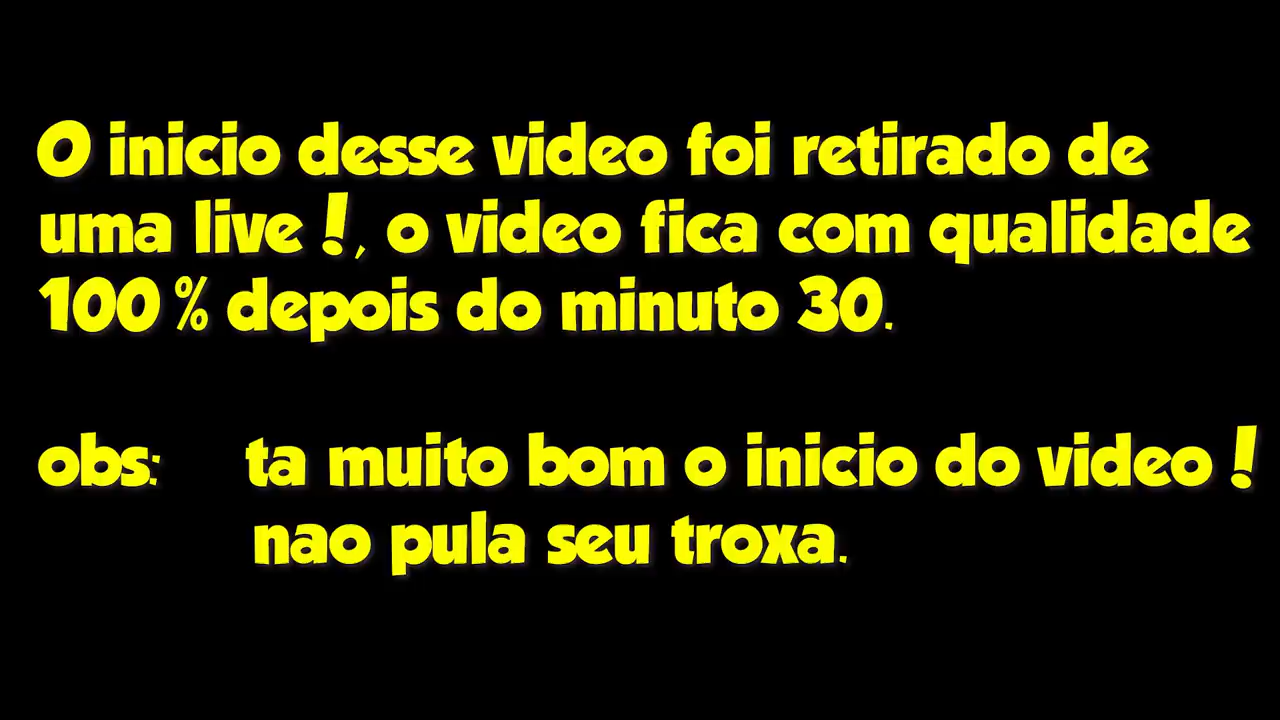 O inicio desse video foi retirado de
uma live!, o video fica com qualidade
100% depois do minuto 30.
obs: ta muito bom o inicio do video!
nao pula seu troxa.